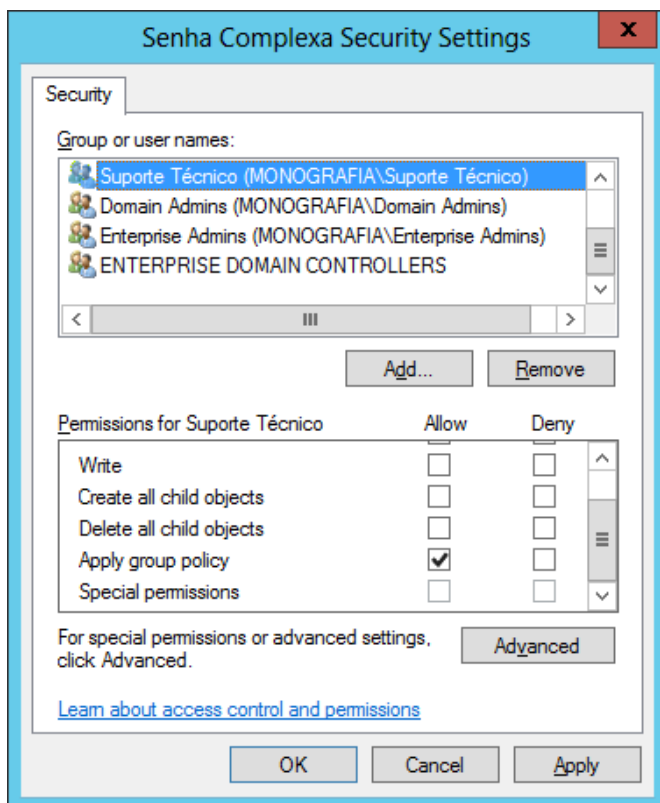 Senha Complexa Security Settings
x
Security
Group or user names:
Suporte Técnico (MONOGRAFIA\Suporte Técnico)
Domain Admins (MONOGRAFIA\Domain Admins)
Enterprise Admins (MONOGRAFIA\Enterprise Admins)
ENTERPRISE DOMAIN CONTROLLERS
Add... Remove
Permissions for Suporte Técnico Allow Deny
Write
Create all child objects
Delete all child objects
Apply group policy
Special permissions
For special permissions or advanced settings,
click Advanced.
Advanced
Learn about access control and permissions
OK Cancel Apply